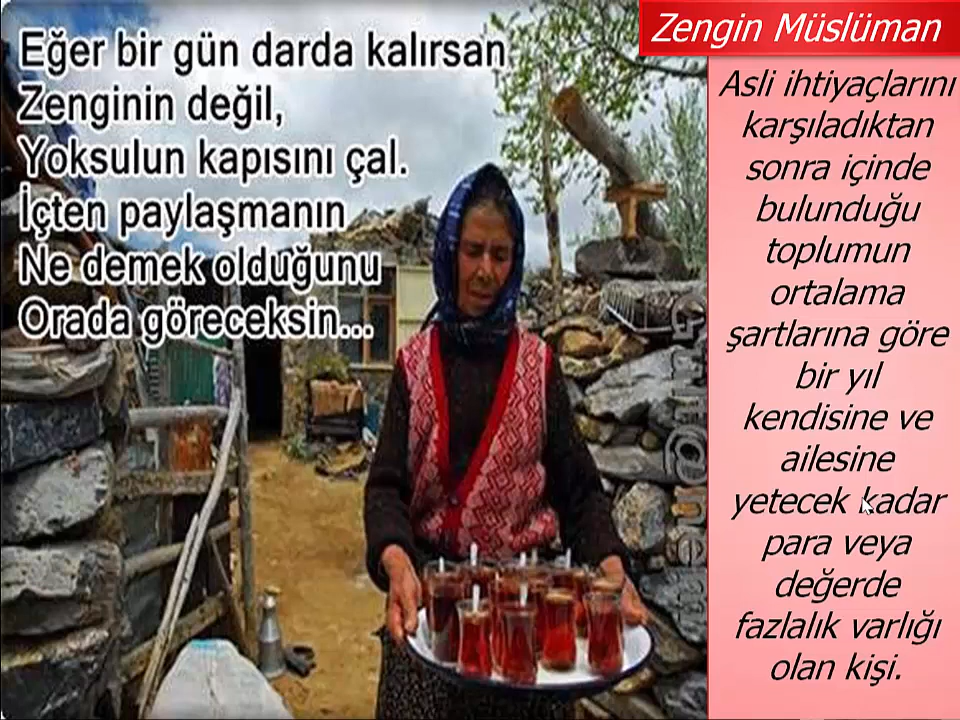 Eğer bir gün darda kalırsan
Zenginin değil,
Yoksulun kapısını çal.
İçten paylaşmanın
Ne demek olduğunu
Orada göreceksin...
Zengin Müslüman
Asli ihtiyaçlarını
karşıladıktan
sonra içinde
bulunduğu
toplumun
ortalama
şartlarına göre
bir yıl
kendisine ve
ailesine
yetecek kadar
para veya
değerde
fazlalık varlığı
olan kişi.